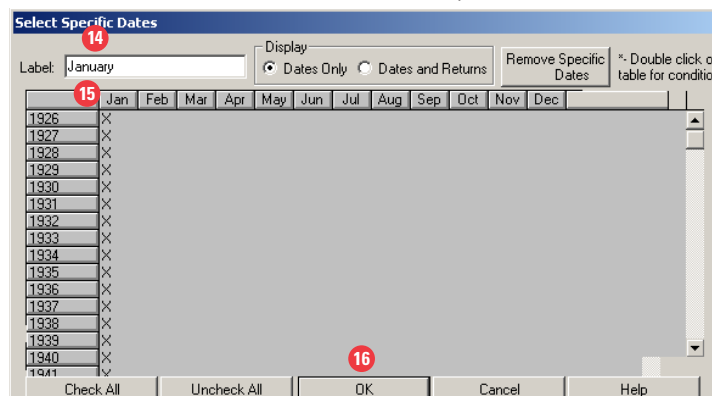 Select Specific Dates
14
Display
Label: January
Dates Only Dates and Returns
Remove Specific Dates
*- Double click o
table for conditio
15
Jan Feb Mar Apr May Jun Jul Aug Sep Oct Nov Dec
1926 X
1927 X
1928 X
1929 X
1930 X
1931 X
1932 X
1933 X
1934 X
1935 X
1936 X
1937 X
1938 X
1939 X
1940 X
1941 X
16
Check All Uncheck All OK Cancel Help